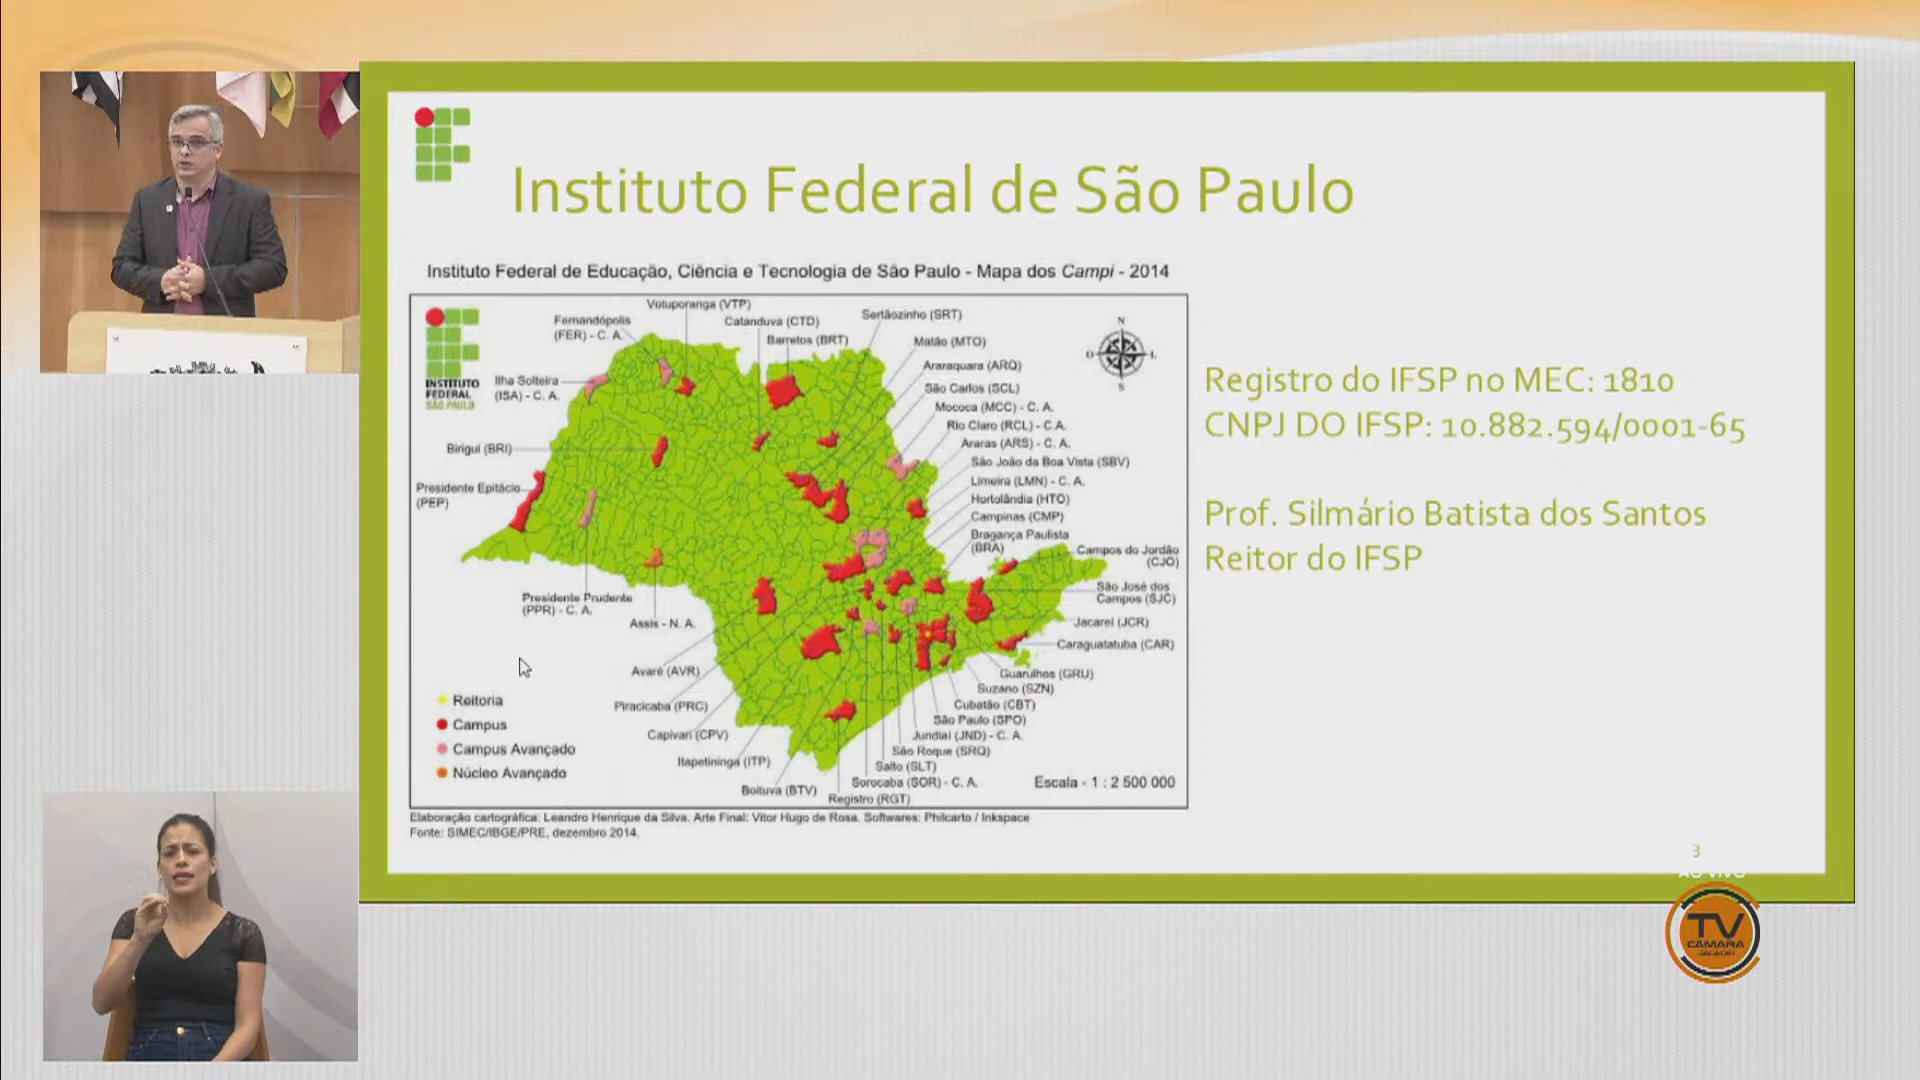 Instituto Federal de São Paulo
Instituto Federal de Educação, Ciência e Tecnologia de São Paulo - Mapa dos Campi - 2014
INSTITUTO
FEDERAL
SÃO PAULO
Votuporanga (VTP)
Fernandópolis
(FER) - C. A.
Catanduva (CTD)
Barretos (BRT)
Sertãozinho (SRT)
Matão (MTO)
Araraquara (ARQ)
São Carlos (SCL)
Mococa (MCC) - C. A.
Rio Claro (RCL) - C.A.
Araras (ARS) - C. A.
São João da Boa Vista (SBV)
Limeira (LMN) - C. A.
Hortolândia (HTO)
Campinas (CMP)
Bragança Paulista
(BRA)
Campos do Jordão
(CJO)
São José dos
Campos (SJC)
Jacareí (JCR)
Caraguatatuba (CAR)
Guarulhos (GRU)
Suzano (SZN)
Cubatão (CBT)
São Paulo (SPO)
Jundiaí (JND) - C. A.
São Roque (SRQ)
Salto (SLT)
Sorocaba (SOR) - C. A.
Registro (RGT)
Boituva (BTV)
Itapetininga (ITP)
Capivari (CPV)
Piracicaba (PRC)
Avaré (AVR)
Assis - N. A.
Presidente Prudente
(PPR) - C. A.
Presidente Epitácio
(PEP)
Birigui (BRI)
Ilha Solteira
(ISA) - C. A.
N
O
L
S
Reitoria
Campus
Campus Avançado
Núcleo Avançado
Escala - 1 : 2 500 000
Elaboração cartográfica: Leandro Henrique da Silva. Arte Final: Vitor Hugo de Rosa. Softwares: Philcarto / Inkspace
Fonte: SIMEC/IBGE/PRE, dezembro 2014.
Registro do IFSP no MEC: 1810
CNPJ DO IFSP: 10.882.594/0001-65
Prof. Silmário Batista dos Santos
Reitor do IFSP
3
AO VIVO
TV
CÂMARA
JACAREÍ